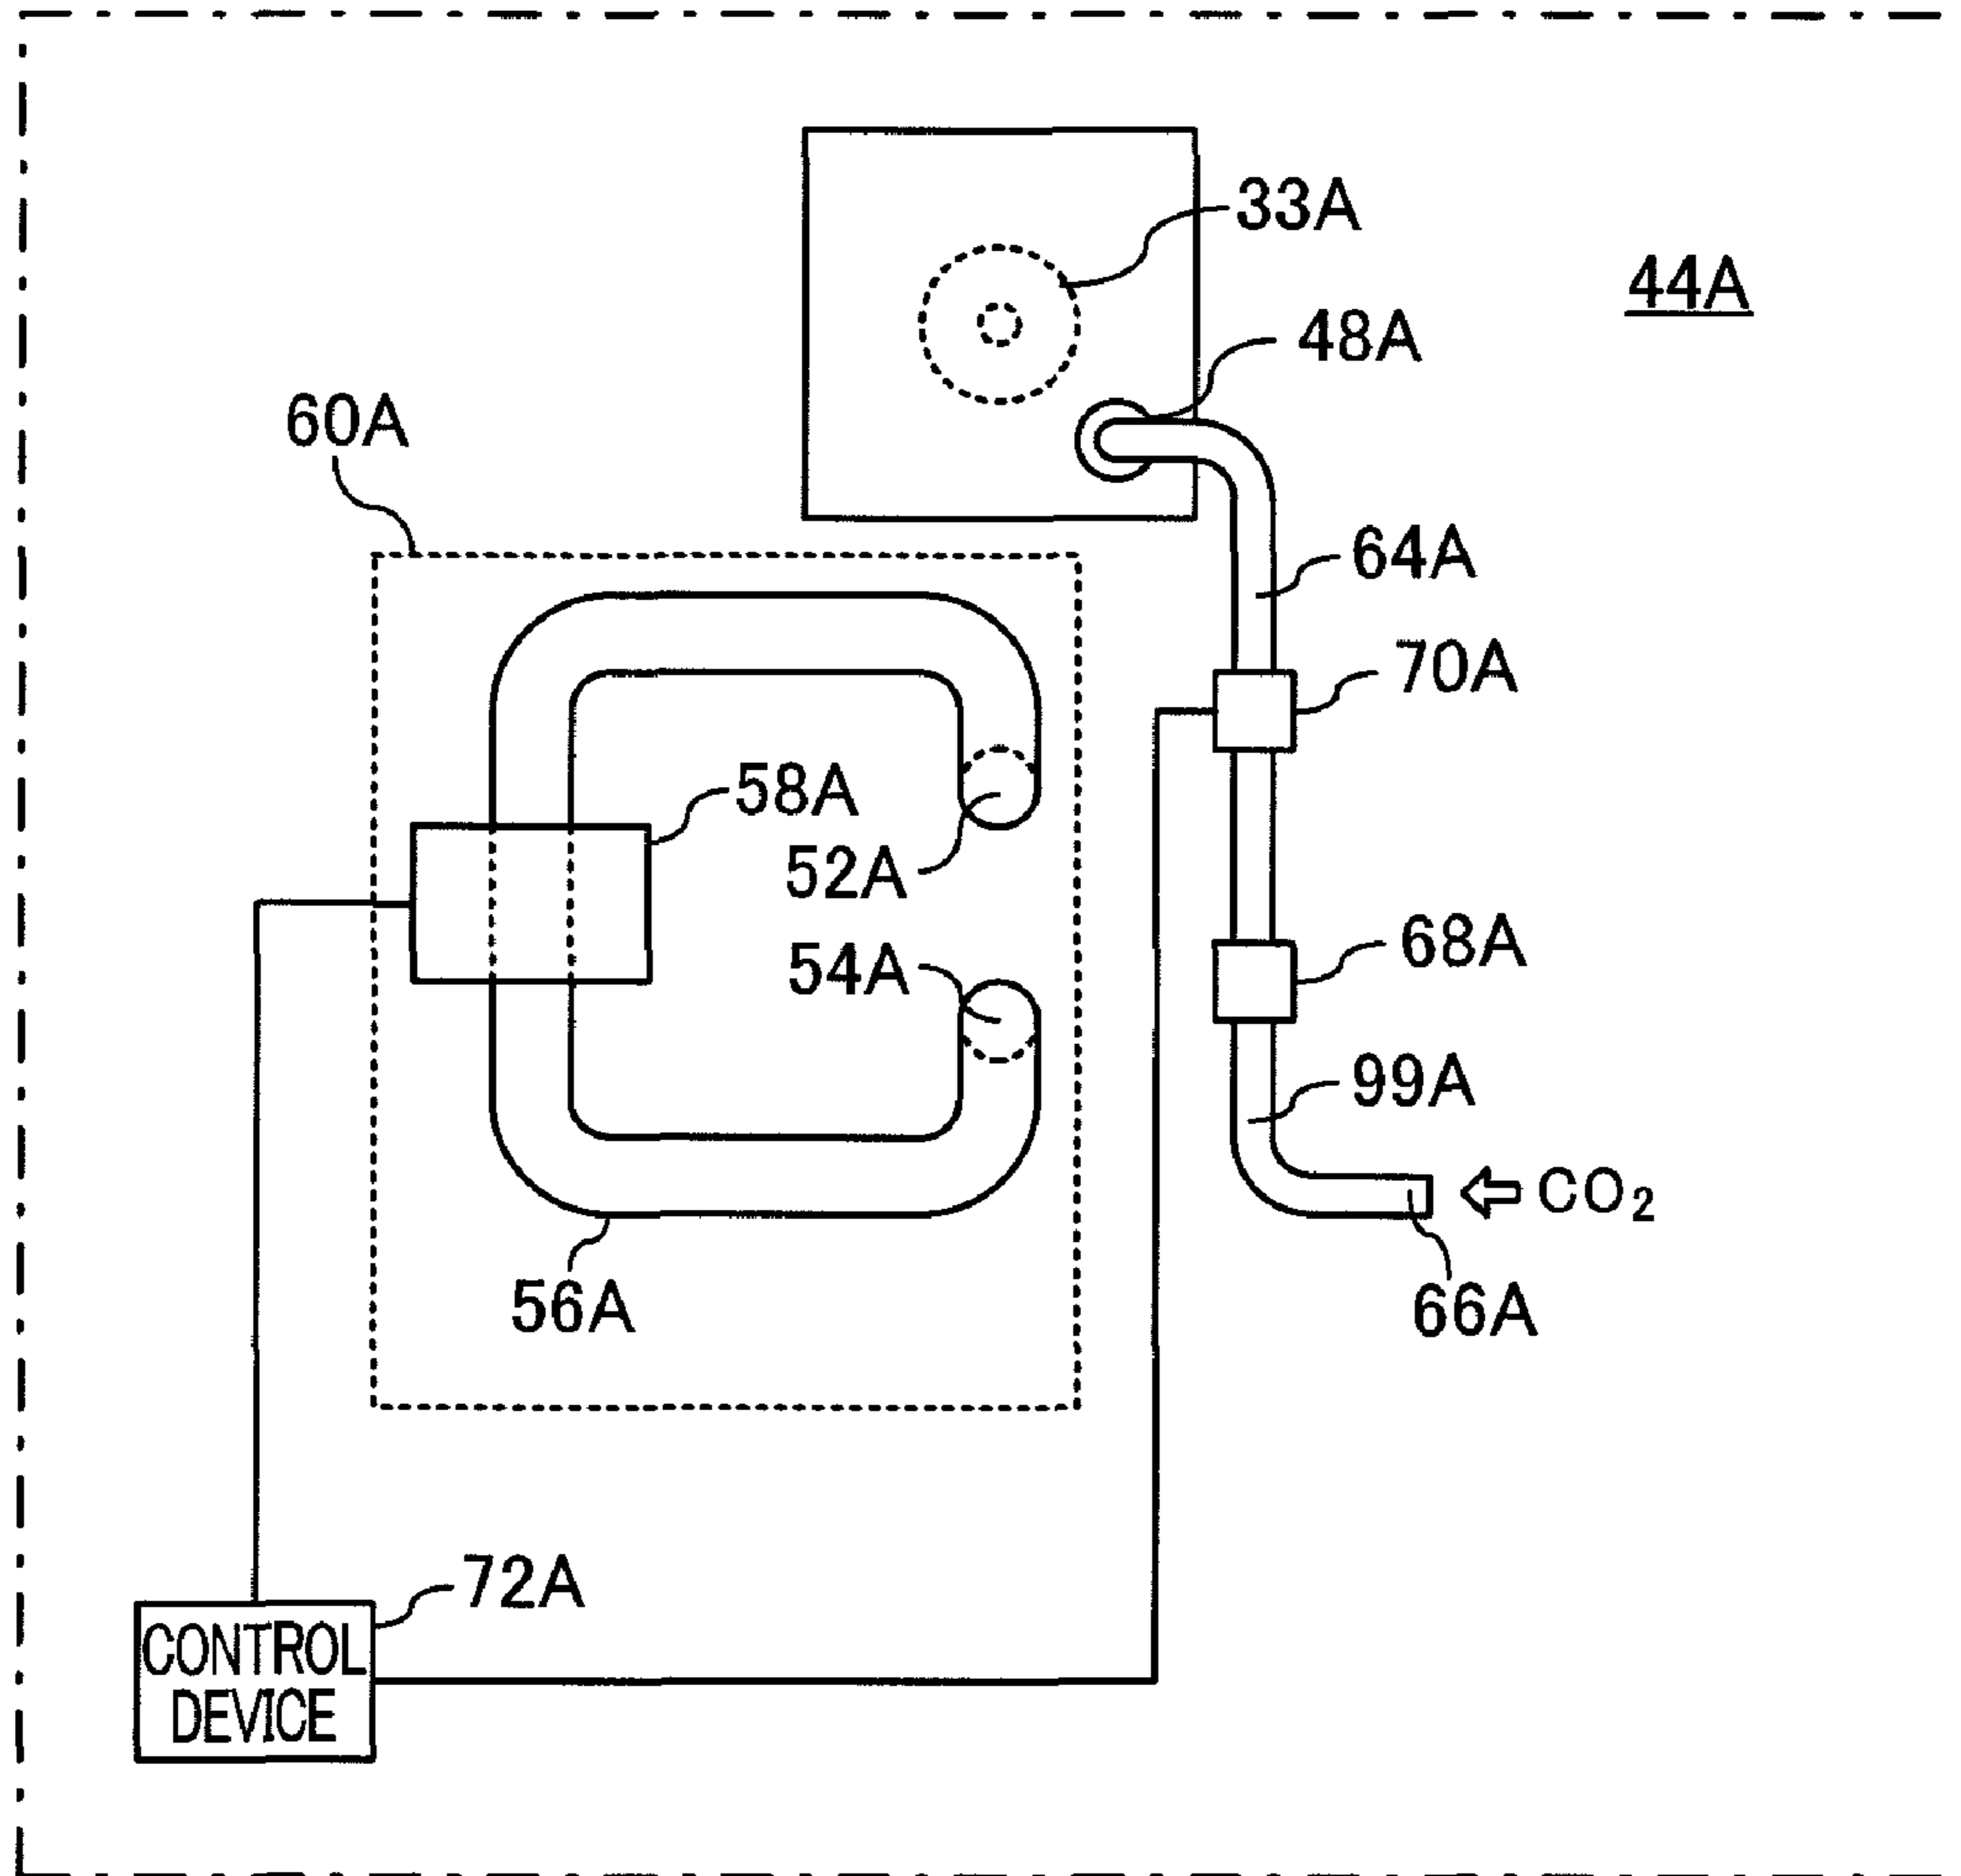 33A
44A
48A
60A
64A
70A
58A
52A
68A
54A
99A
CO₂
66A
56A
72A
CONTROL
DEVICE